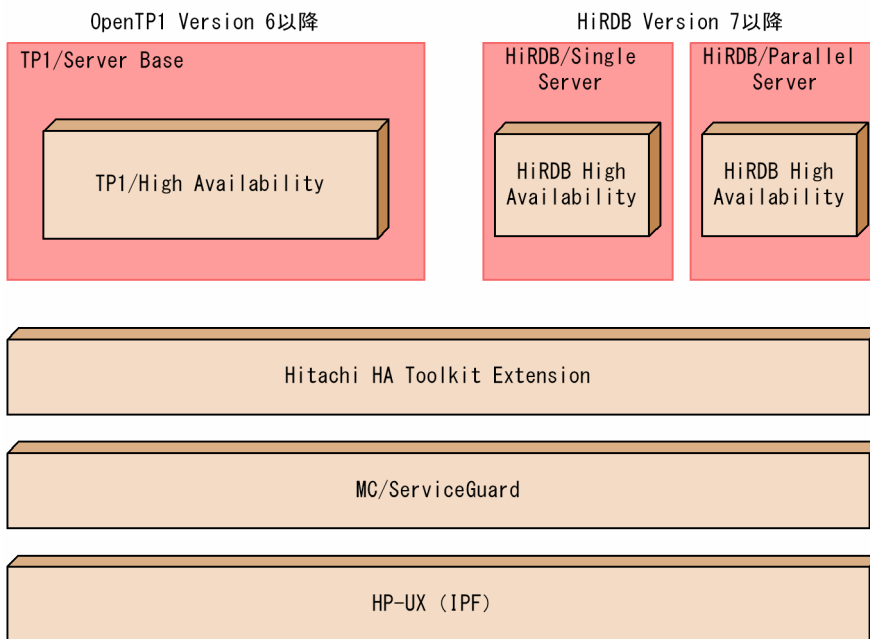 OpenTP1 Version 6以降
HiRDB Version 7以降
TP1/Server Base
HiRDB/Single
Server
HiRDB/Parallel
Server
TP1/High Availability
HiRDB High
Availability
HiRDB High
Availability
Hitachi HA Toolkit Extension
MC/ServiceGuard
HP-UX（IPF）